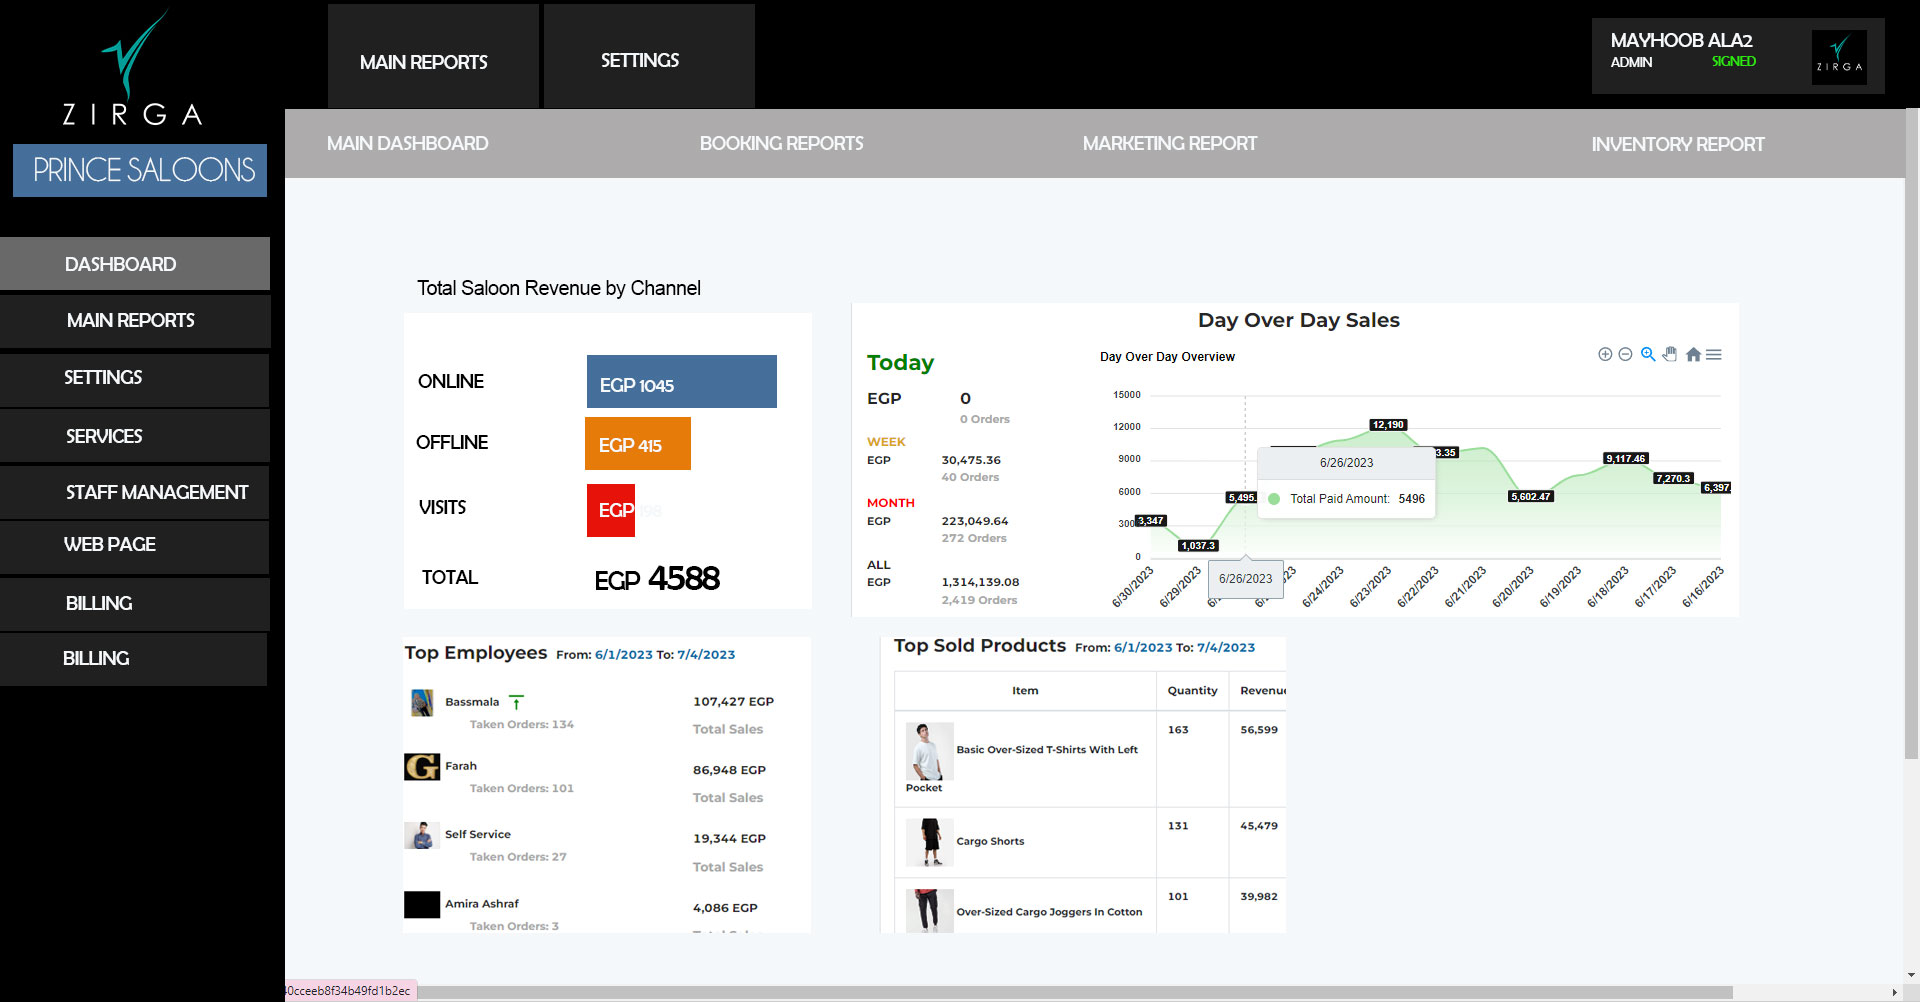 ZIRGA
PRINCE SALOONS
MAIN REPORTS
SETTINGS
MAYHOOB ALA2
ADMIN
SIGNED
ZIRGA
MAIN DASHBOARD
BOOKING REPORTS
MARKETING REPORT
INVENTORY REPORT
DASHBOARD
MAIN REPORTS
SETTINGS
SERVICES
STAFF MANAGEMENT
WEB PAGE
BILLING
BILLING
Total Saloon Revenue by Channel
ONLINE
EGP 1045
OFFLINE
EGP 415
VISITS
EGP
TOTAL
EGP 4588
Day Over Day Sales
Today
EGP 0
0 Orders
WEEK
EGP 30,475.36
40 Orders
MONTH
EGP 223,049.64
272 Orders
ALL
EGP 1,314,139.08
2,419 Orders
Day Over Day Overview
15000
12000
9000
6000
300
0
3,347
1,037.3
5,495.
12,190
3.35
5,602.47
9,117.46
7,270.3
6,397.
6/26/2023
Total Paid Amount: 5496
6/26/2023
6/30/2023
6/29/2023
6/24/2023
6/23/2023
6/22/2023
6/21/2023
6/20/2023
6/19/2023
6/18/2023
6/17/2023
6/16/2023
Top Employees From: 6/1/2023 To: 7/4/2023
Bassmala
Taken Orders: 134
107,427 EGP
Total Sales
G
Farah
Taken Orders: 101
86,948 EGP
Total Sales
Self Service
Taken Orders: 27
19,344 EGP
Total Sales
Amira Ashraf
Taken Orders: 3
4,086 EGP
Top Sold Products From: 6/1/2023 To: 7/4/2023
Item Quantity Revenue
Basic Over-Sized T-Shirts With Left
Pocket
163
56,599
Cargo Shorts
131
45,479
Over-Sized Cargo Joggers In Cotton
101
39,982
40cceeb8f34b49fd1b2ec